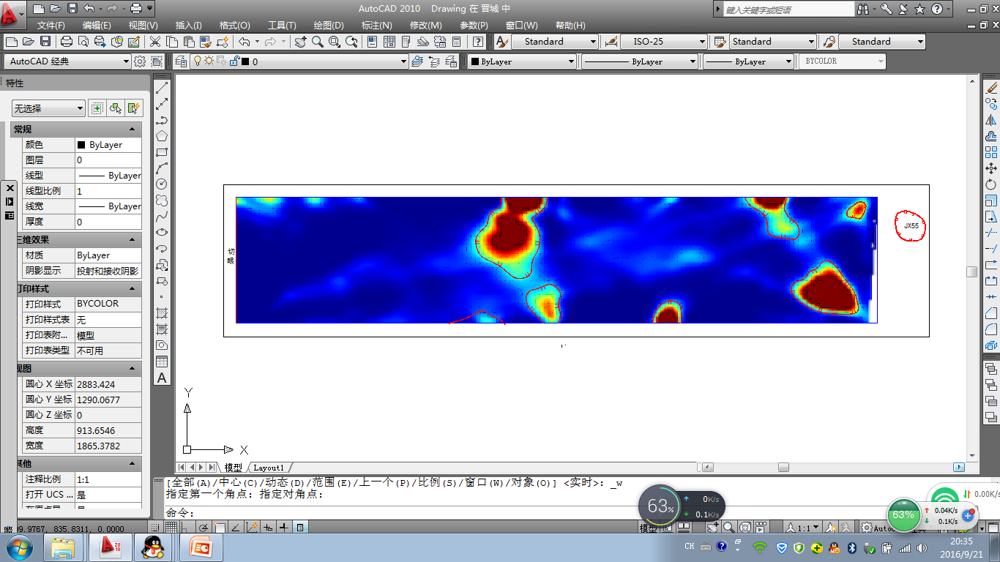 AutoCAD 2010 Drawing 在 晋城 中
键入关键字或短语
文件(F) 编辑(E) 视图(V) 插入(I) 格式(O) 工具(T) 绘图(D) 标注(N) 修改(M) 参数(P) 窗口(W) 帮助(H)
Standard ISO-25 Standard Standard
AutoCAD 经典
0
ByLayer ByLayer ByLayer BYCOLOR
特性
无选择
常规
颜色 ByLayer
图层 0
线型 ByLayer
线型比例 1
线宽 ByLayer
厚度 0
三维效果
材质 ByLayer
阴影显示 投射和接收阴影
打印样式
打印样式 BYCOLOR
打印样式表 无
打印表附... 模型
打印表类型 不可用
视图
圆心 X 坐标 2883.424
圆心 Y 坐标 1290.0677
圆心 Z 坐标 0
高度 913.6546
宽度 1865.3782
其他
注释比例 1:1
打开 UCS ... 是
切眼
JX55
Y
X
模型 Layout1
[全部(A)/中心(C)/动态(D)/范围(E)/上一个(P)/比例(S)/窗口(W)/对象(O)] <实时>: _w
指定第一个角点: 指定对角点:
命令:
63%
0K/s
0.1K/s
0.00K/s
63%
0.04K/s
0.1K/s
9.9767, 835.8311, 0.0000
模型
1:1
AutoC
CH
20:35
2016/9/21